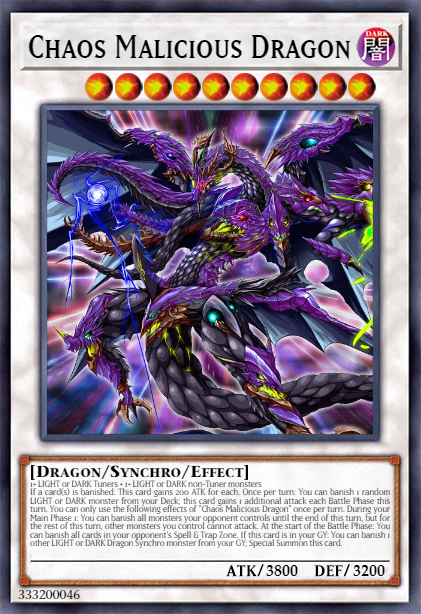 CHAOS MALICIOUS DRAGON
DARK
闇
[DRAGON/SYNCHRO/EFFECT]
1+ LIGHT or DARK Tuners + 1+ LIGHT or DARK non-Tuner monsters
If a card(s) is banished: This card gains 200 ATK for each. Once per turn: You can banish 1 random
LIGHT or DARK monster from your Deck; this card gains 1 additional attack each Battle Phase this
turn. You can only use the following effects of "Chaos Malicious Dragon" once per turn. During your
Main Phase 1: You can banish all monsters your opponent controls until the end of this turn, but for
the rest of this turn, other monsters you control cannot attack. At the start of the Battle Phase: You
can banish all cards in your opponent's Spell & Trap Zone. If this card is in your GY: You can banish 1
other LIGHT or DARK Dragon Synchro monster from your GY; Special Summon this card.
ATK/3800 DEF/3200
333200046